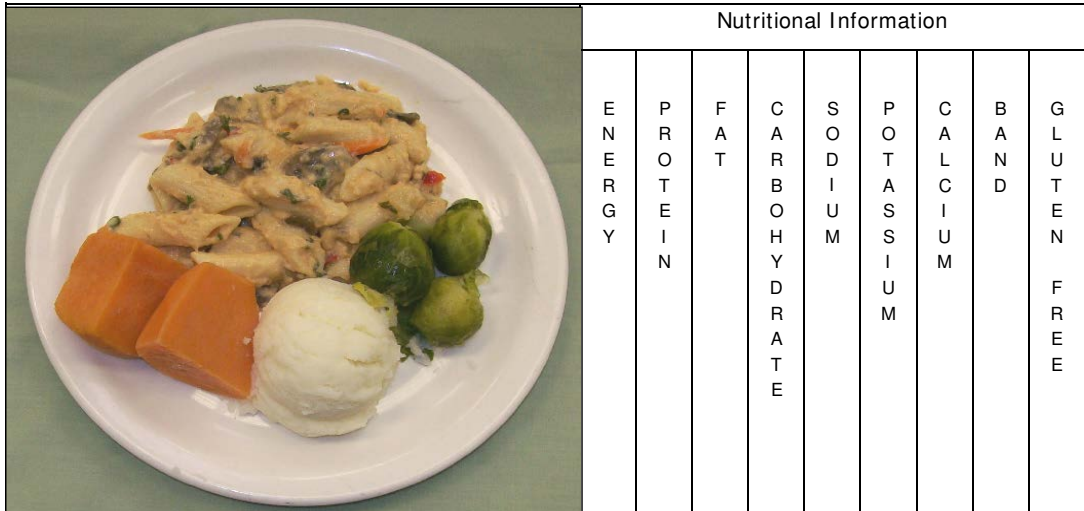 Nutritional Information
ENERGY
PROTEIN
FAT
CARBOHYDRATE
SODIUM
POTASSIUM
CALCIUM
BAND
GLUTEN FREE